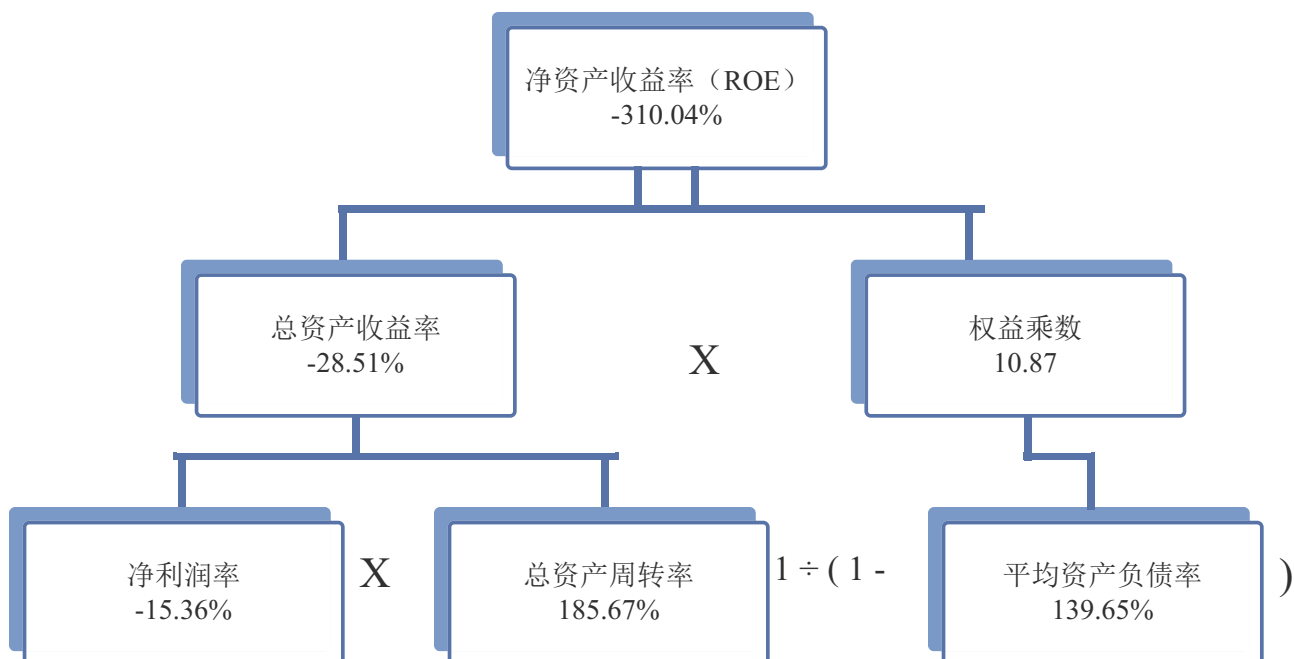 净资产收益率（ROE）
-310.04%
总资产收益率
-28.51%
X
权益乘数
10.87
净利润率
-15.36%
X
总资产周转率
185.67%
1 ÷ ( 1 -
平均资产负债率
139.65%
)